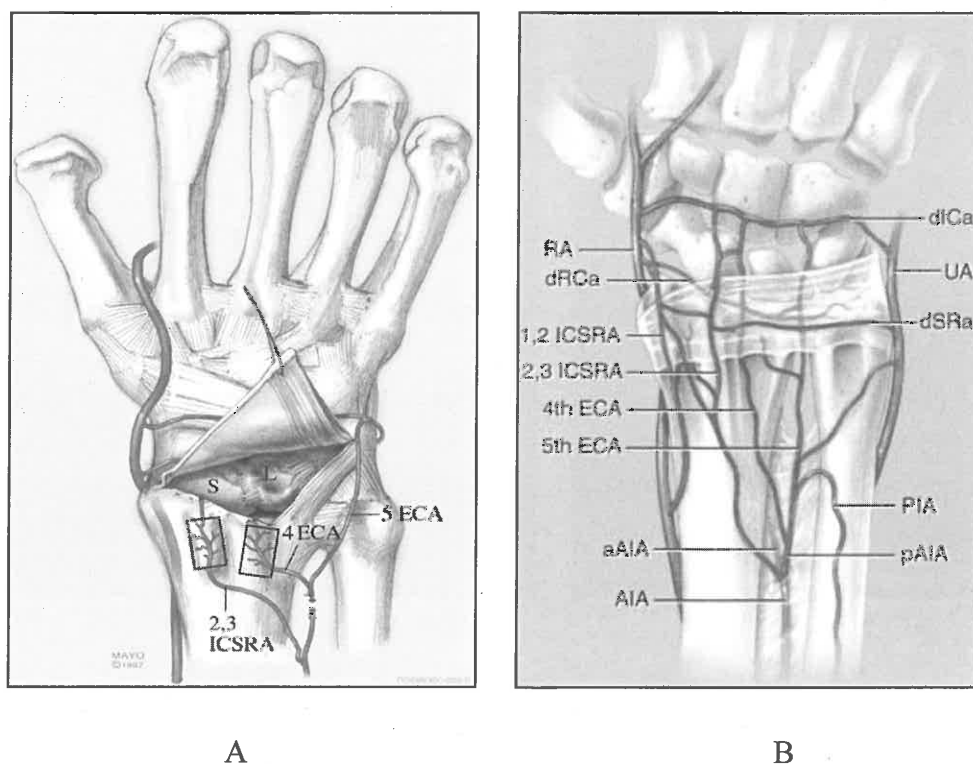 S
L
5 ECA
4 ECA
2,3
ICSRA
MAYO
©1997
dICa
RA
UA
dRCa
dSRa
1,2 ICSRA
2,3 ICSRA
4th ECA
5th ECA
PIA
aAIA
pAIA
AIA
A
B